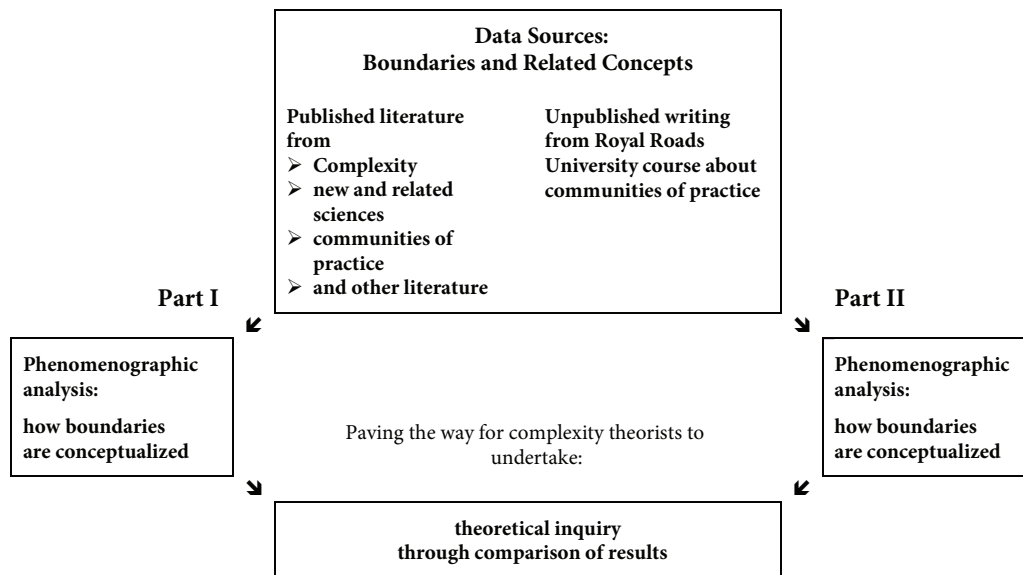 Data Sources:
Boundaries and Related Concepts
Published literature
from
➢ Complexity
➢ new and related
sciences
➢ communities of
practice
➢ and other literature
Unpublished writing
from Royal Roads
University course about
communities of practice
Part I
Part II
Phenomenographic
analysis:
how boundaries
are conceptualized
Paving the way for complexity theorists to
undertake:
Phenomenographic
analysis:
how boundaries
are conceptualized
theoretical inquiry
through comparison of results